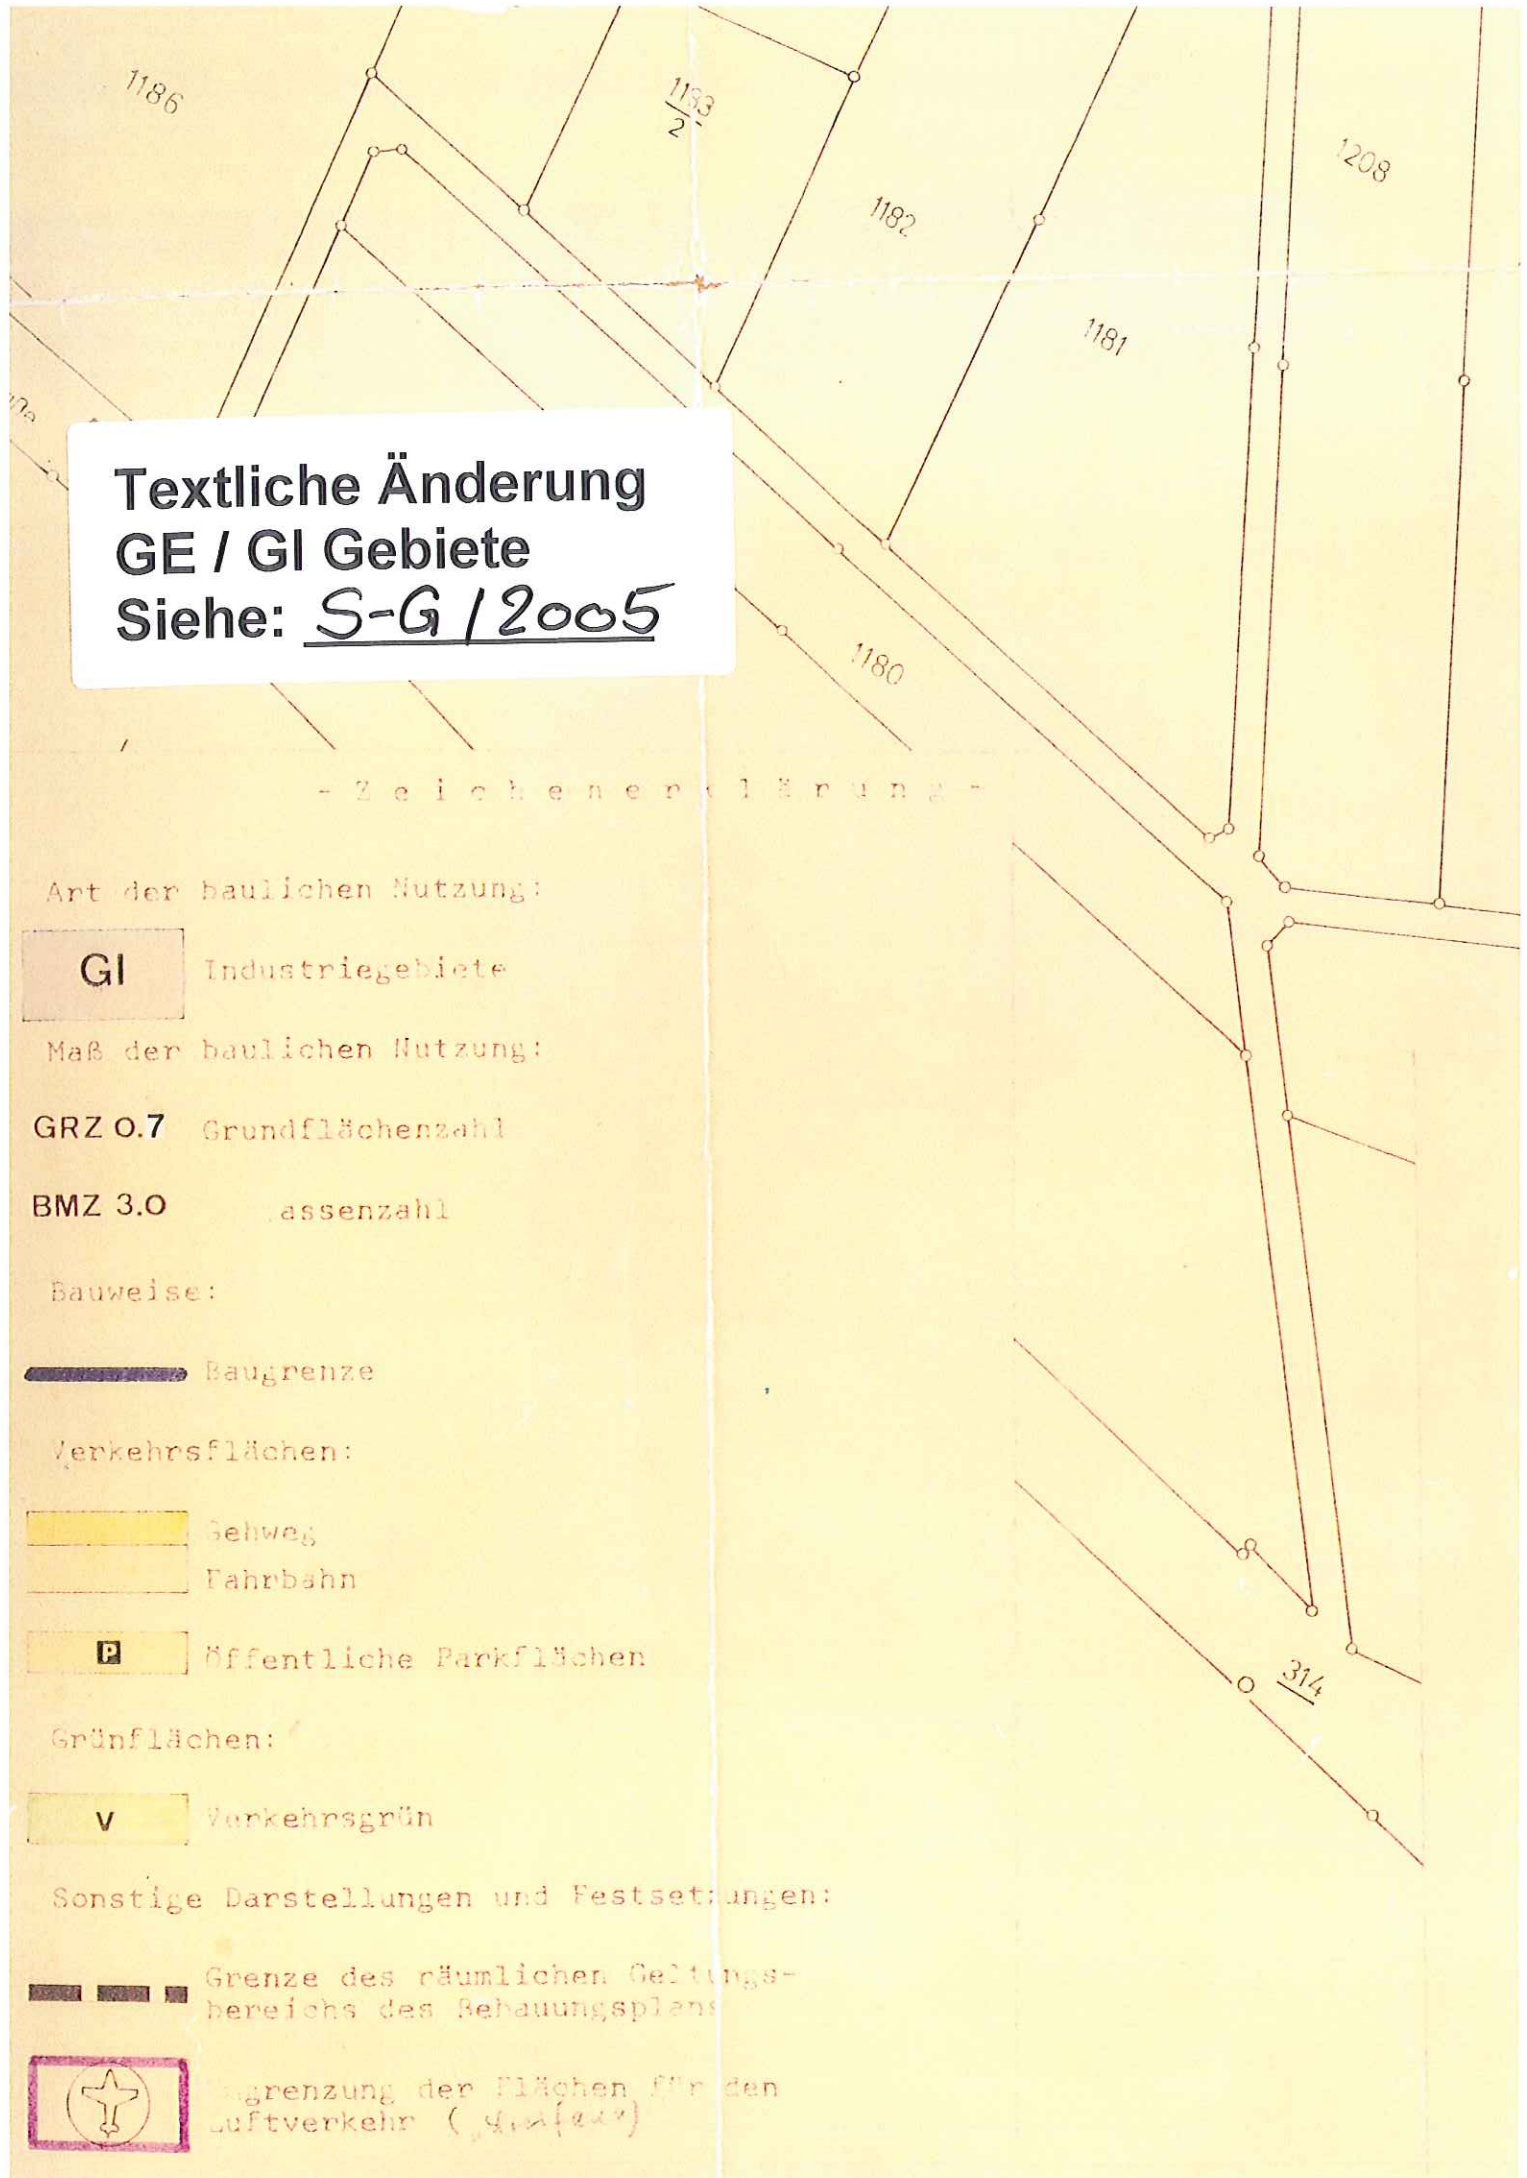 1186
1183
2
1182
1208
1181
Textliche Änderung
GE / GI Gebiete
Siehe: S-G / 2005
1180
- Z e i c h e n e r k l ä r u n g -
Art der baulichen Nutzung:
GI Industriegebiete
Maß der baulichen Nutzung:
GRZ 0.7 Grundflächenzahl
BMZ 3.0 assenzahl
Bauweise:
Baugrenze
Verkehrsflächen:
Gehweg
Fahrbahn
P Öffentliche Parkflächen
314
Grünflächen:
V Verkehrsgrün
Sonstige Darstellungen und Festsetzungen:
Grenze des räumlichen Geltungs-
bereichs des Bebauungsplans
grenzung der Flächen für den
Luftverkehr (